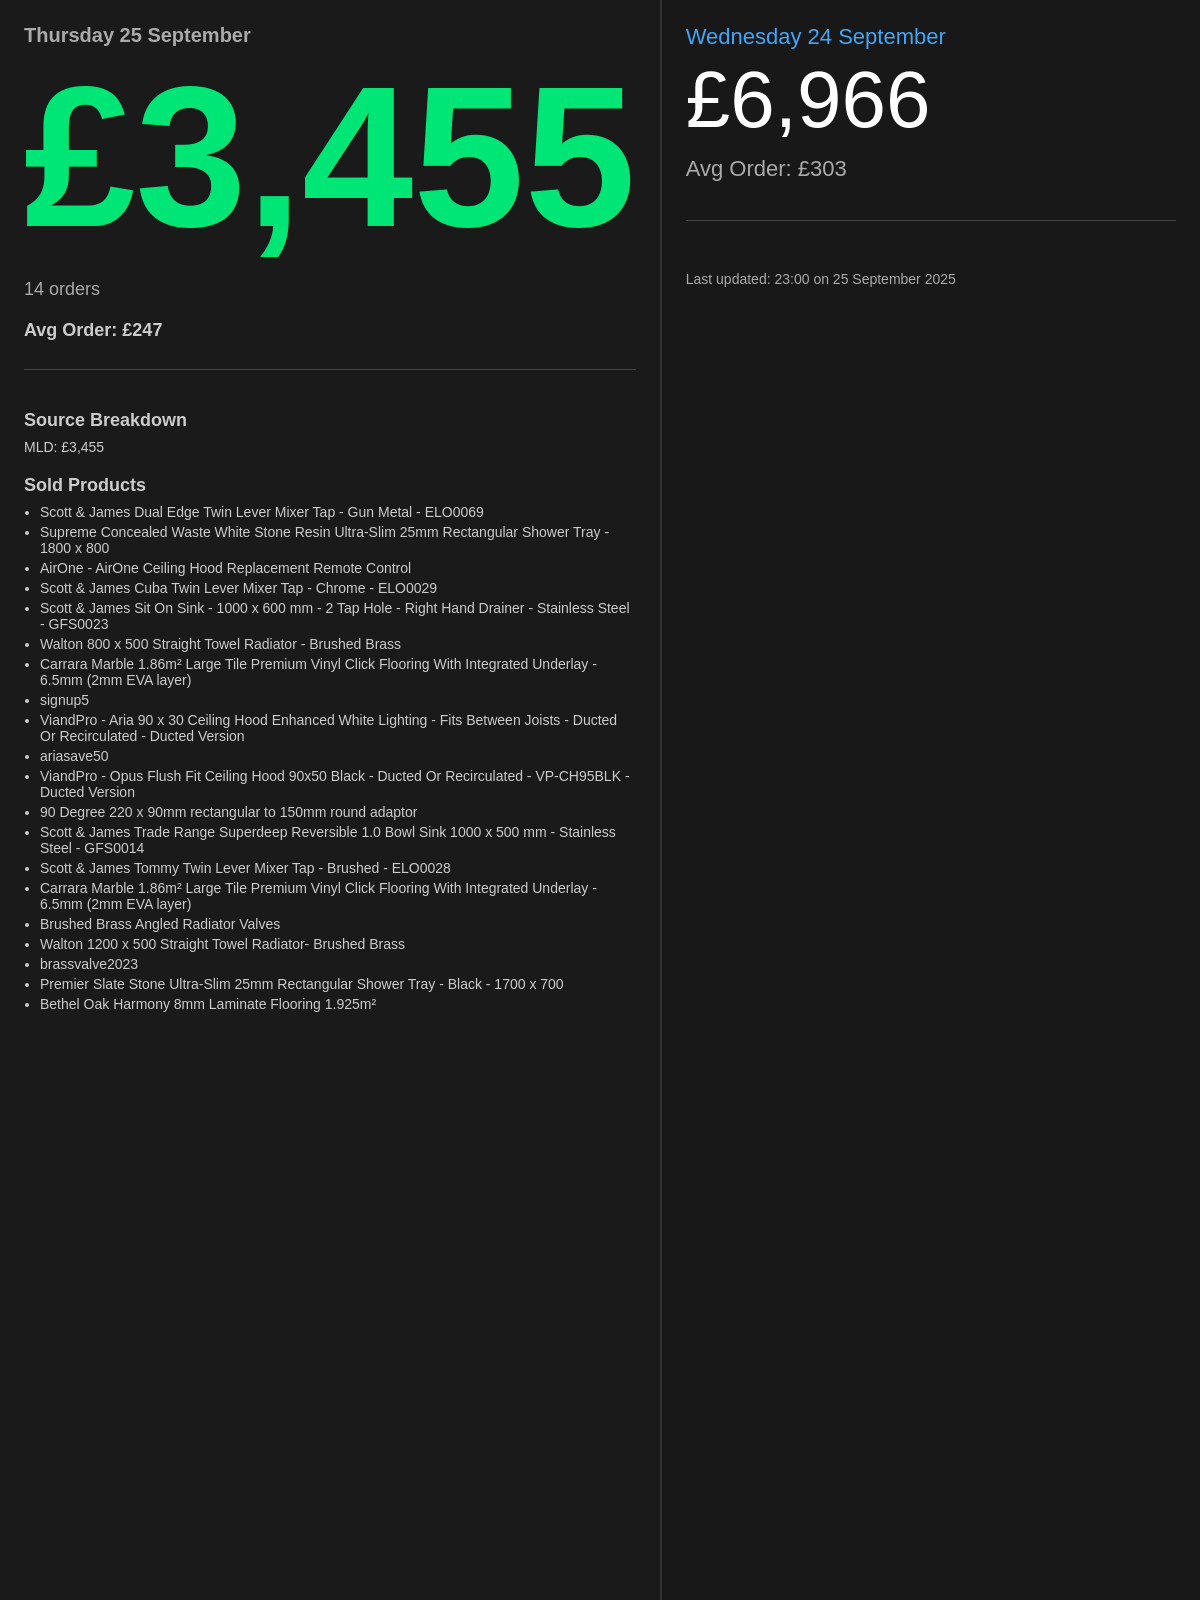 Thursday 25 September
£3,455
14 orders
Avg Order: £247
Source Breakdown
MLD: £3,455
Sold Products
• Scott & James Dual Edge Twin Lever Mixer Tap - Gun Metal - ELO0069
• Supreme Concealed Waste White Stone Resin Ultra-Slim 25mm Rectangular Shower Tray -
1800 x 800
• AirOne - AirOne Ceiling Hood Replacement Remote Control
• Scott & James Cuba Twin Lever Mixer Tap - Chrome - ELO0029
• Scott & James Sit On Sink - 1000 x 600 mm - 2 Tap Hole - Right Hand Drainer - Stainless Steel
- GFS0023
• Walton 800 x 500 Straight Towel Radiator - Brushed Brass
• Carrara Marble 1.86m² Large Tile Premium Vinyl Click Flooring With Integrated Underlay -
6.5mm (2mm EVA layer)
• signup5
• ViandPro - Aria 90 x 30 Ceiling Hood Enhanced White Lighting - Fits Between Joists - Ducted
Or Recirculated - Ducted Version
• ariasave50
• ViandPro - Opus Flush Fit Ceiling Hood 90x50 Black - Ducted Or Recirculated - VP-CH95BLK -
Ducted Version
• 90 Degree 220 x 90mm rectangular to 150mm round adaptor
• Scott & James Trade Range Superdeep Reversible 1.0 Bowl Sink 1000 x 500 mm - Stainless
Steel - GFS0014
• Scott & James Tommy Twin Lever Mixer Tap - Brushed - ELO0028
• Carrara Marble 1.86m² Large Tile Premium Vinyl Click Flooring With Integrated Underlay -
6.5mm (2mm EVA layer)
• Brushed Brass Angled Radiator Valves
• Walton 1200 x 500 Straight Towel Radiator- Brushed Brass
• brassvalve2023
• Premier Slate Stone Ultra-Slim 25mm Rectangular Shower Tray - Black - 1700 x 700
• Bethel Oak Harmony 8mm Laminate Flooring 1.925m²
Wednesday 24 September
£6,966
Avg Order: £303
Last updated: 23:00 on 25 September 2025